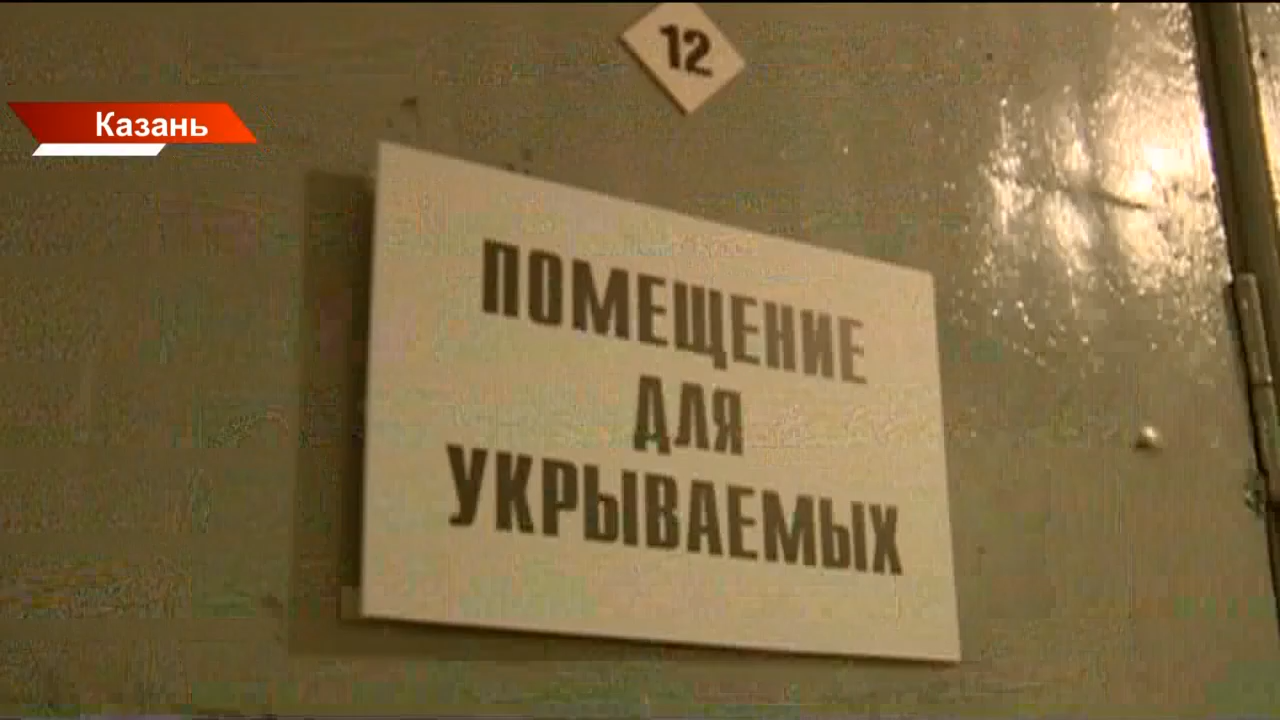 12
Казань
ПОМЕЩЕНИЕ
ДЛЯ
УКРЫВАЕМЫХ